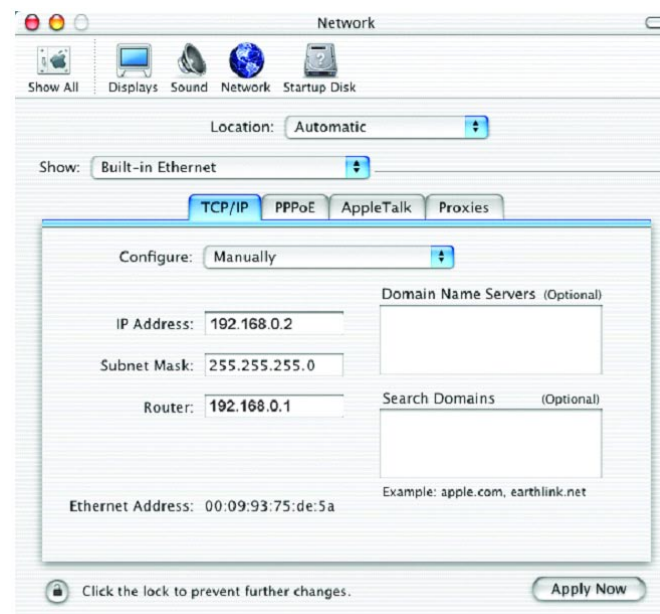 Network
Show All Displays Sound Network Startup Disk
Location: Automatic
Show: Built-in Ethernet
TCP/IP PPPoE AppleTalk Proxies
Configure: Manually
Domain Name Servers (Optional)
IP Address: 192.168.0.2
Subnet Mask: 255.255.255.0
Router: 192.168.0.1
Search Domains (Optional)
Example: apple.com, earthlink.net
Ethernet Address: 00:09:93:75:de:5a
Click the lock to prevent further changes.
Apply Now